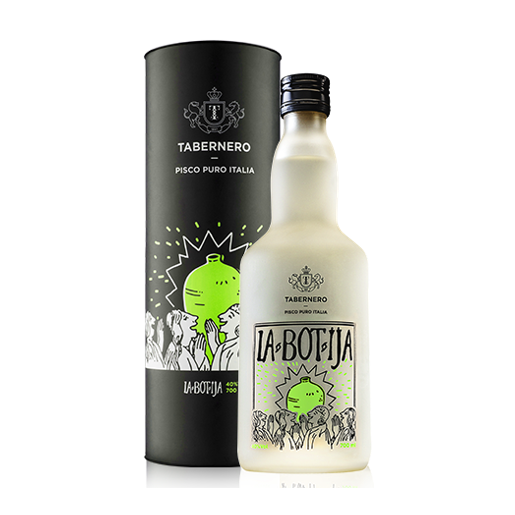 TABERNERO
PISCO PURO ITALIA
LA BOTIJA
40%
700
TABERNERO
PISCO PURO ITALIA
LA BOTIJA